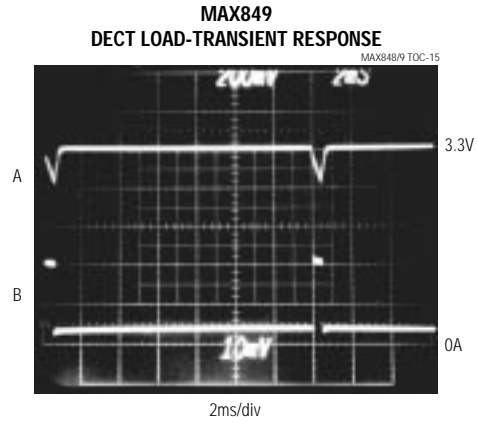 MAX849
DECT LOAD-TRANSIENT RESPONSE
MAX848/9 TOC-15
200mV 2mS
A
3.3V
B
10mV
0A
2ms/div